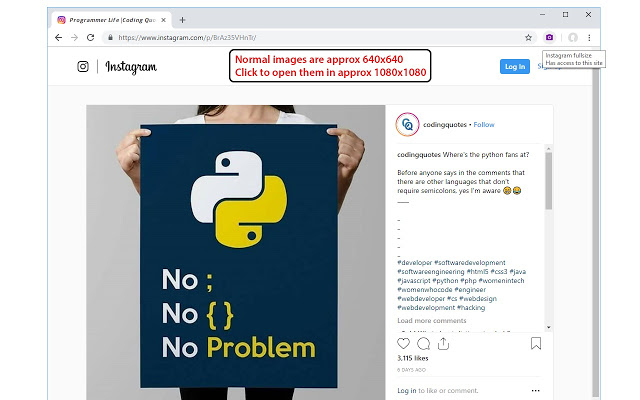 Programmer Life |Coding Quo
https://www.instagram.com/p/BrAz35VHnTr/
Instagram fullsize
Has access to this site
Instagram
Normal images are approx 640x640
Click to open them in approx 1080x1080
Log In
codingquotes • Follow
codingquotes Where's the python fans at?
Before anyone says in the comments that
there are other languages that don't
require semicolons, yes I'm aware 😄😄
___
_
_
_
_
_
#developer #softwaredevelopment
#softwareengineering #html5 #css3 #java
#javascript #python #php #womenintech
#womenwhocode #engineer
#webdeveloper #cs #webdesign
#webdevelopment #hacking
Load more comments
No ;
No { }
No Problem
3,115 likes
6 DAYS AGO
Log in to like or comment.